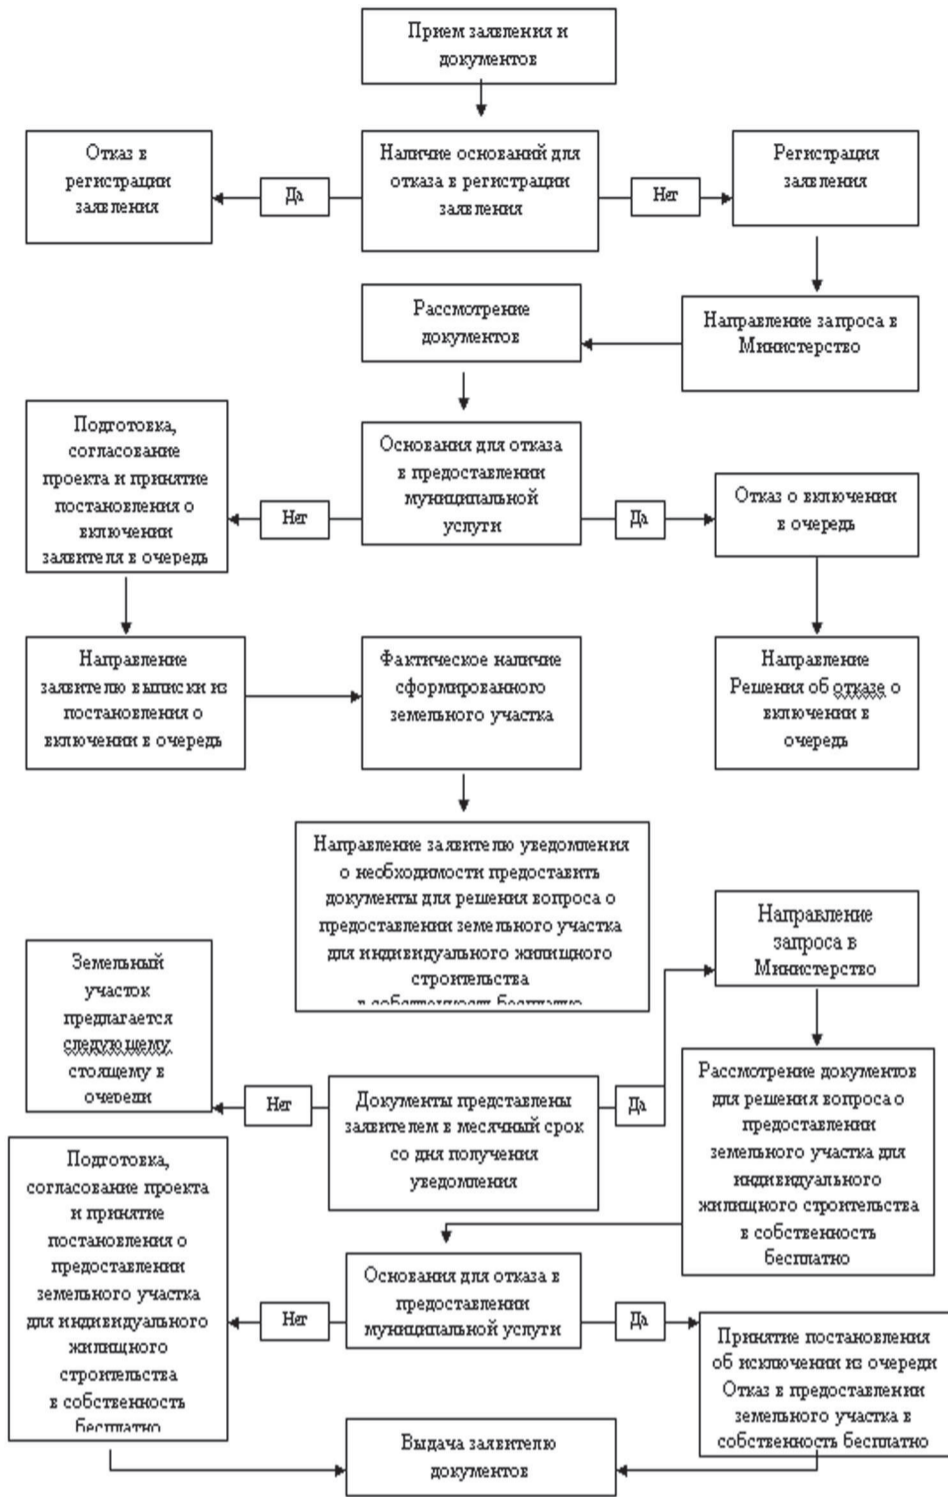 Прием заявления и
документов
Отказ в
регистрации
заявления
Да
Наличие оснований для
отказа в регистрации
заявления
Нет
Регистрация
заявления
Направление запроса в
Министерство
Рассмотрение
документов
Подготовка,
согласование
проекта и принятие
постановления о
включении
заявителя в очередь
Нет
Основания для отказа
в предоставлении
муниципальной
услуги
Да
Отказ о включении
в очередь
Направление
заявителю выписки из
постановления о
включении в очередь
Фактическое наличие
сформированного
земельного участка
Направление
Решения об отказе о
включении в
очередь
Направление заявителю уведомления
о необходимости предоставить
документы для решения вопроса о
предоставлении земельного участка
для индивидуального жилищного
строительства
в собственность бесплатно
Направление
запроса в
Министерство
Земельный
участок
предлагается
следующему
стоящему в
очереди
Нет
Документы представлены
заявителем в месячный срок
со дня получения
уведомления
Да
Рассмотрение документов
для решения вопроса о
предоставлении
земельного участка для
индивидуального
жилищного строительства
в собственность
бесплатно
Подготовка,
согласование проекта
и принятие
постановления о
предоставлении
земельного участка
для индивидуального
жилищного
строительства
в собственность
бесплатно
Нет
Основания для отказа в
предоставлении
муниципальной услуги
Да
Принятие постановления
об исключении из очереди
Отказ в предоставлении
земельного участка в
собственность бесплатно
Выдача заявителю
документов